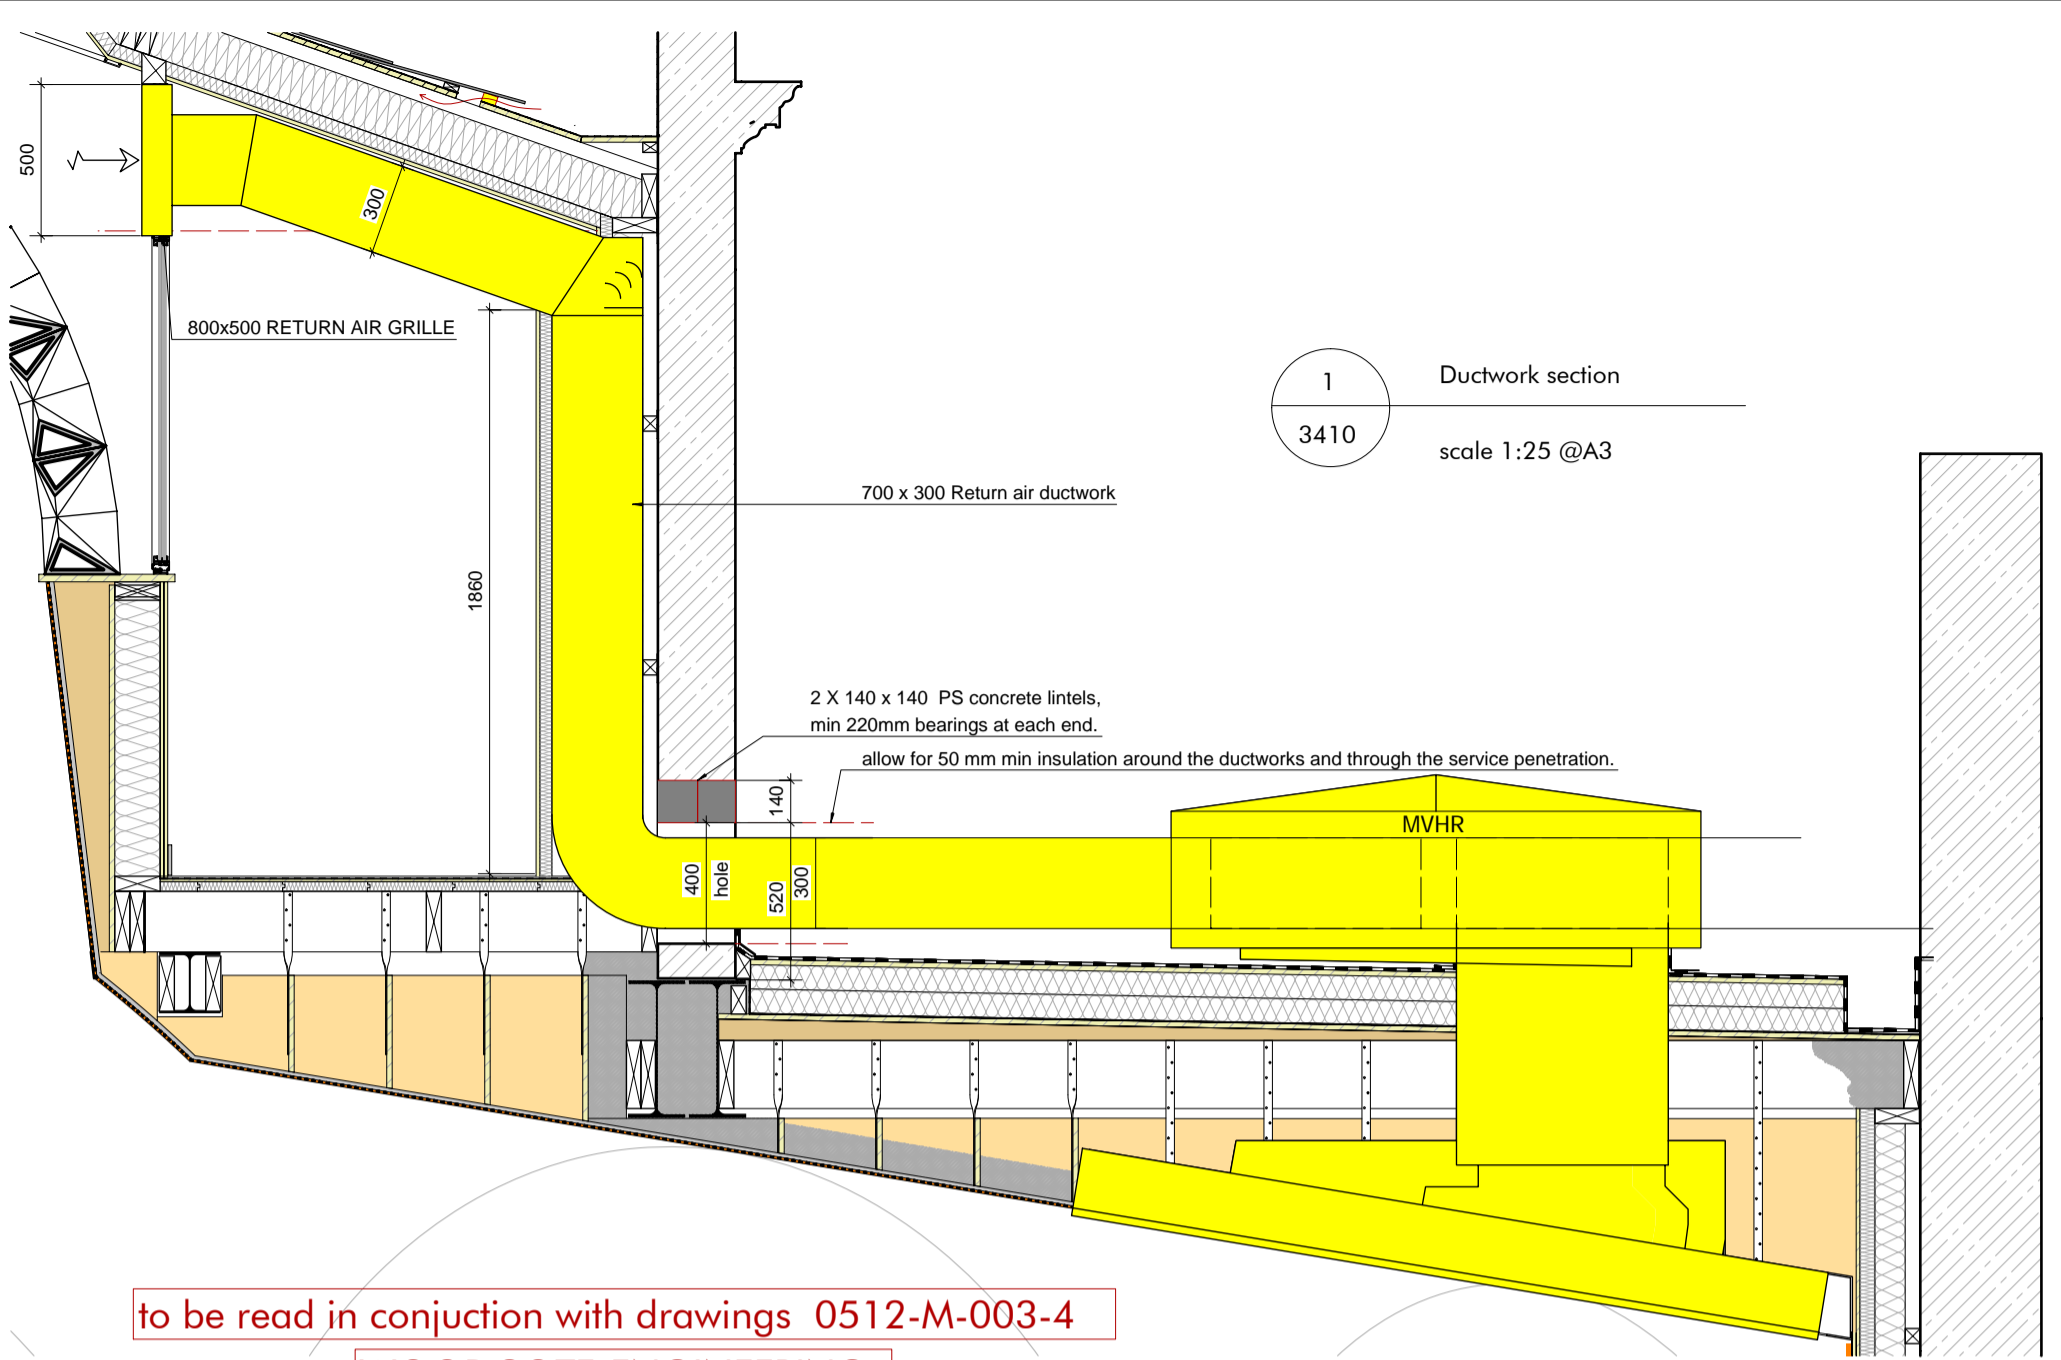 500
300
800x500 RETURN AIR GRILLE
1
3410
Ductwork section
scale 1:25 @A3
700 x 300 Return air ductwork
1860
2 X 140 x 140 PS concrete lintels,
min 220mm bearings at each end.
allow for 50 mm min insulation around the ductworks and through the service penetration.
140
MVHR
400
hole
520
300
to be read in conjuction with drawings 0512-M-003-4